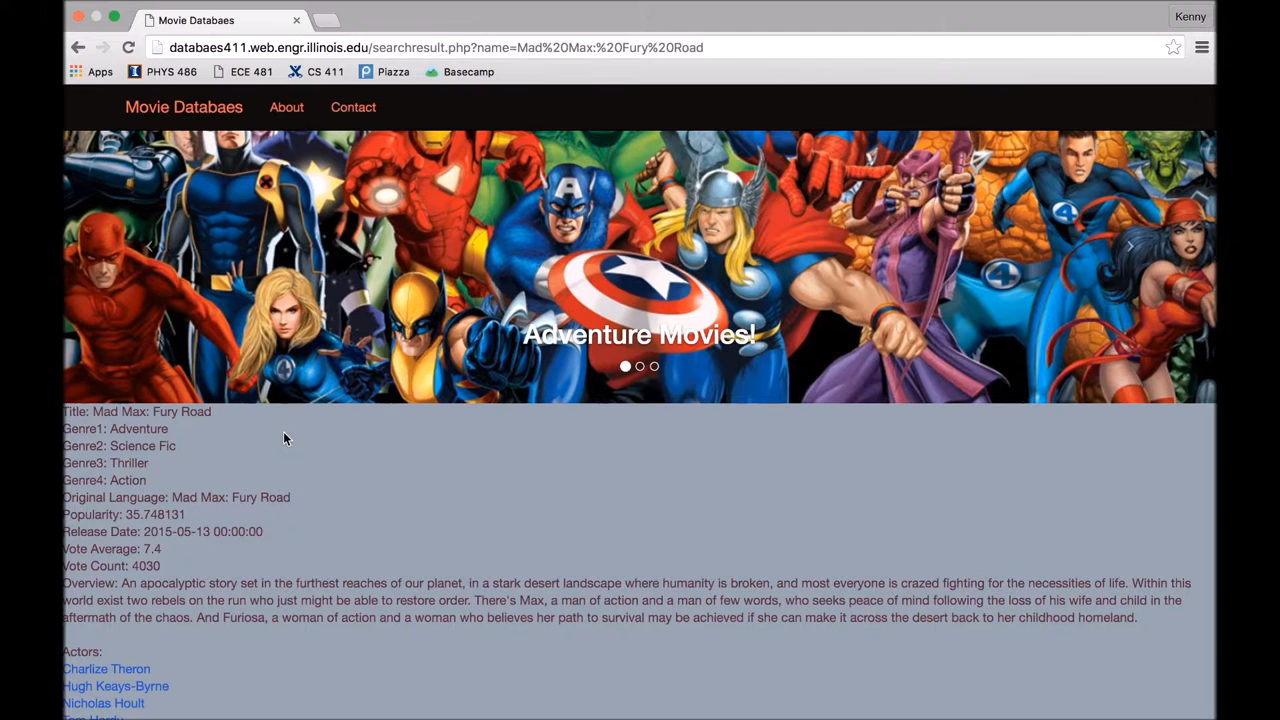 Movie Databaes
Kenny
databaes411.web.engr.illinois.edu/searchresult.php?name=Mad%20Max:%20Fury%20Road
Apps PHYS 486 ECE 481 CS 411 Piazza Basecamp
Movie Databaes About Contact
Adventure Movies!
Title: Mad Max: Fury Road
Genre1: Adventure
Genre2: Science Fic
Genre3: Thriller
Genre4: Action
Original Language: Mad Max: Fury Road
Popularity: 35.748131
Release Date: 2015-05-13 00:00:00
Vote Average: 7.4
Vote Count: 4030
Overview: An apocalyptic story set in the furthest reaches of our planet, in a stark desert landscape where humanity is broken, and most everyone is crazed fighting for the necessities of life. Within this
world exist two rebels on the run who just might be able to restore order. There's Max, a man of action and a man of few words, who seeks peace of mind following the loss of his wife and child in the
aftermath of the chaos. And Furiosa, a woman of action and a woman who believes her path to survival may be achieved if she can make it across the desert back to her childhood homeland.
Actors:
Charlize Theron
Hugh Keays-Byrne
Nicholas Hoult
Tom Hardy